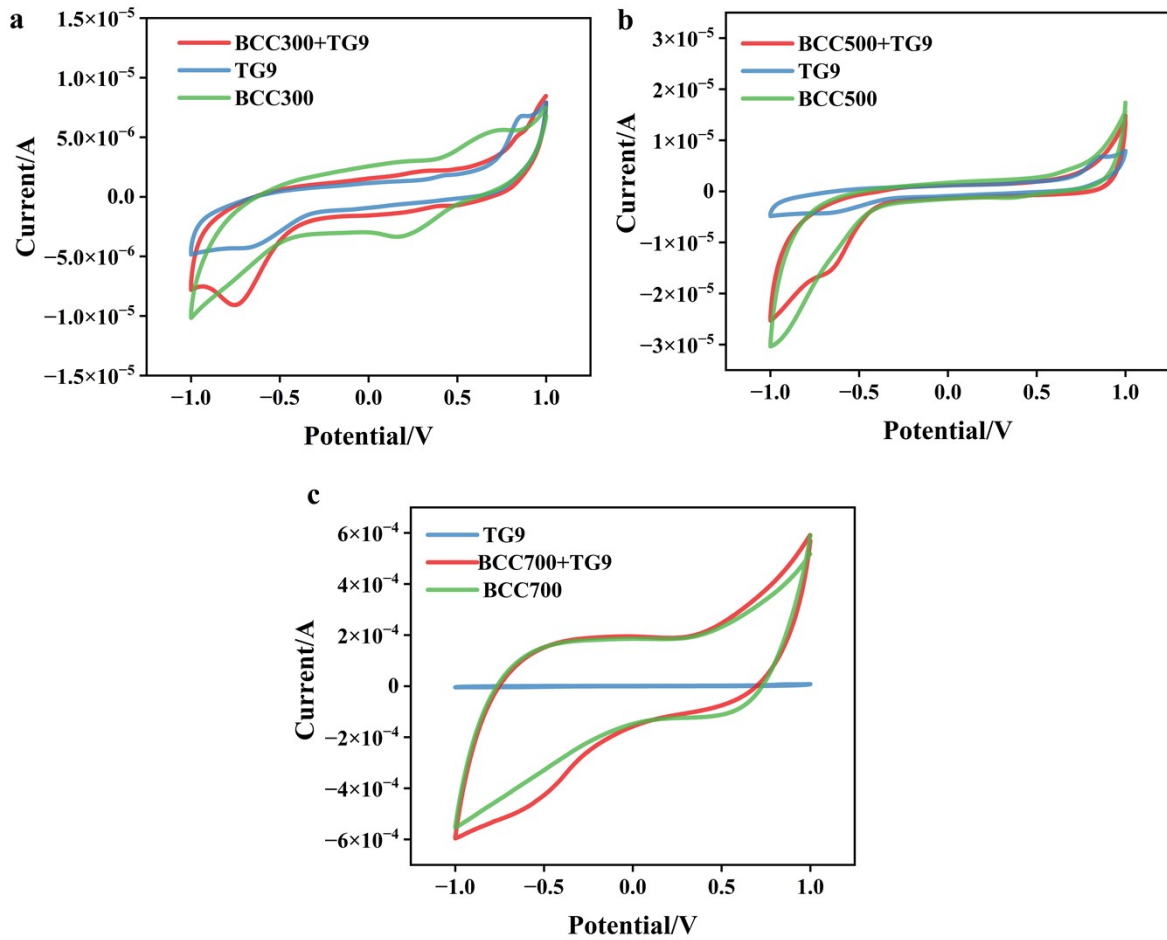 a
1.5×10⁻⁵
1.0×10⁻⁵
5.0×10⁻⁶
0.0
−5.0×10⁻⁶
−1.0×10⁻⁵
−1.5×10⁻⁵
Current/A
BCC300+TG9
TG9
BCC300
−1.0 −0.5 0.0 0.5 1.0
Potential/V
b
3×10⁻⁵
2×10⁻⁵
1×10⁻⁵
0
−1×10⁻⁵
−2×10⁻⁵
−3×10⁻⁵
Current/A
BCC500+TG9
TG9
BCC500
−1.0 −0.5 0.0 0.5 1.0
Potential/V
c
6×10⁻⁴
4×10⁻⁴
2×10⁻⁴
0
−2×10⁻⁴
−4×10⁻⁴
−6×10⁻⁴
Current/A
TG9
BCC700+TG9
BCC700
−1.0 −0.5 0.0 0.5 1.0
Potential/V